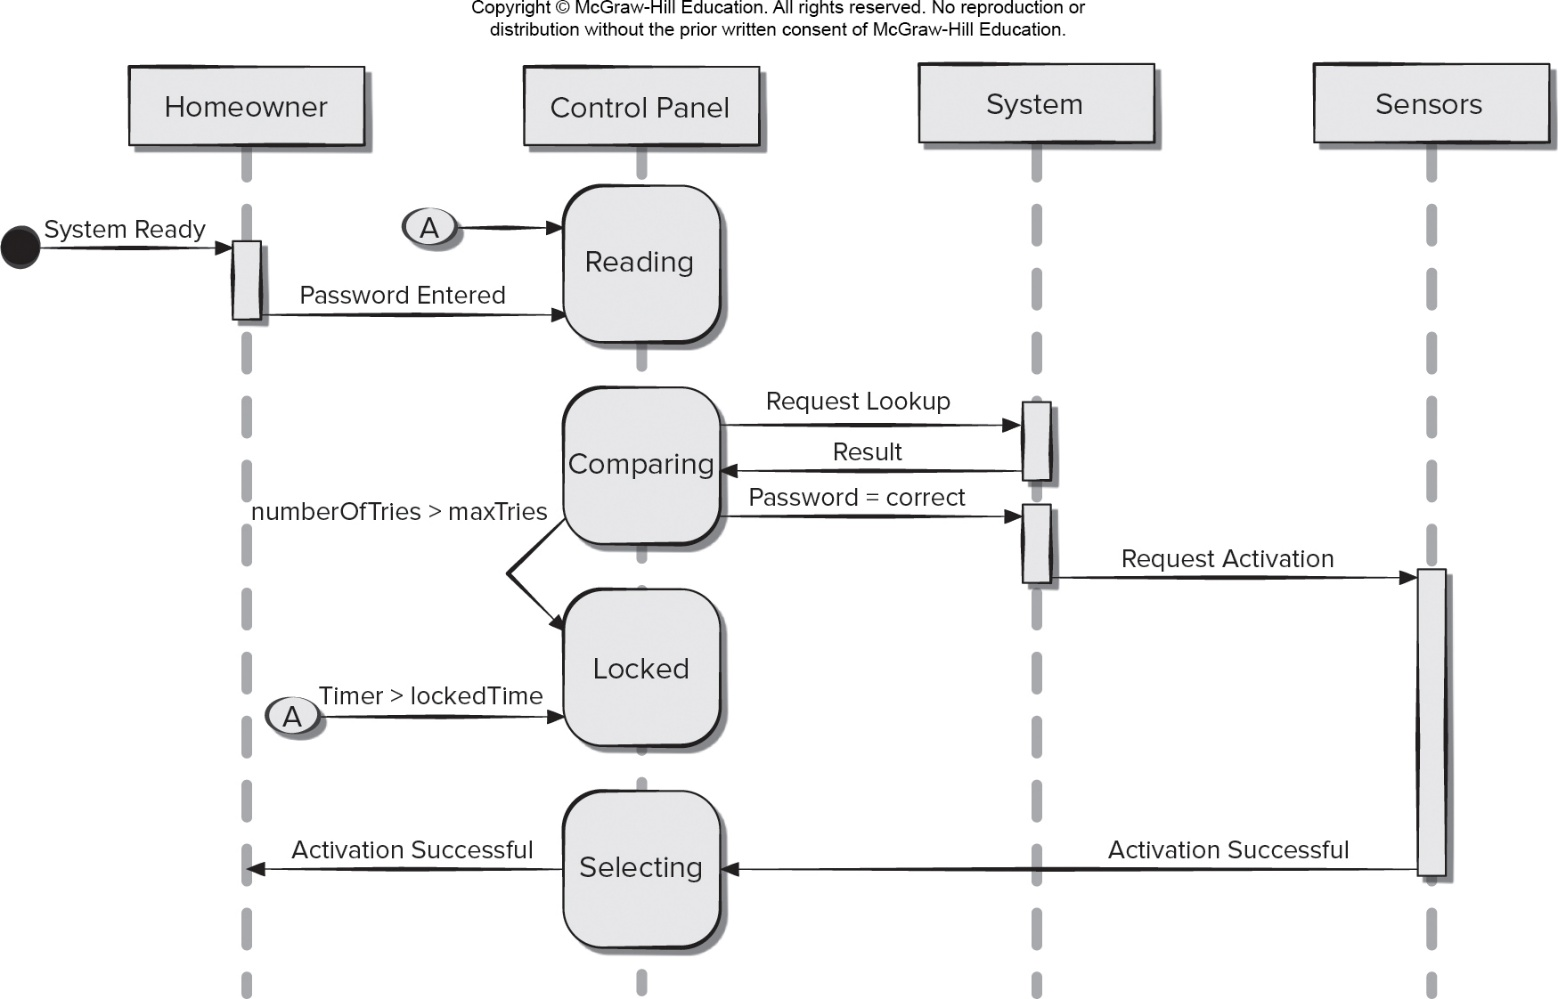 Copyright © McGraw-Hill Education. All rights reserved. No reproduction or
distribution without the prior written consent of McGraw-Hill Education.
Homeowner
Control Panel
System
Sensors
System Ready
A
Reading
Password Entered
Request Lookup
Comparing
Result
Password = correct
numberOfTries > maxTries
Request Activation
Locked
Timer > lockedTime
A
Activation Successful
Selecting
Activation Successful